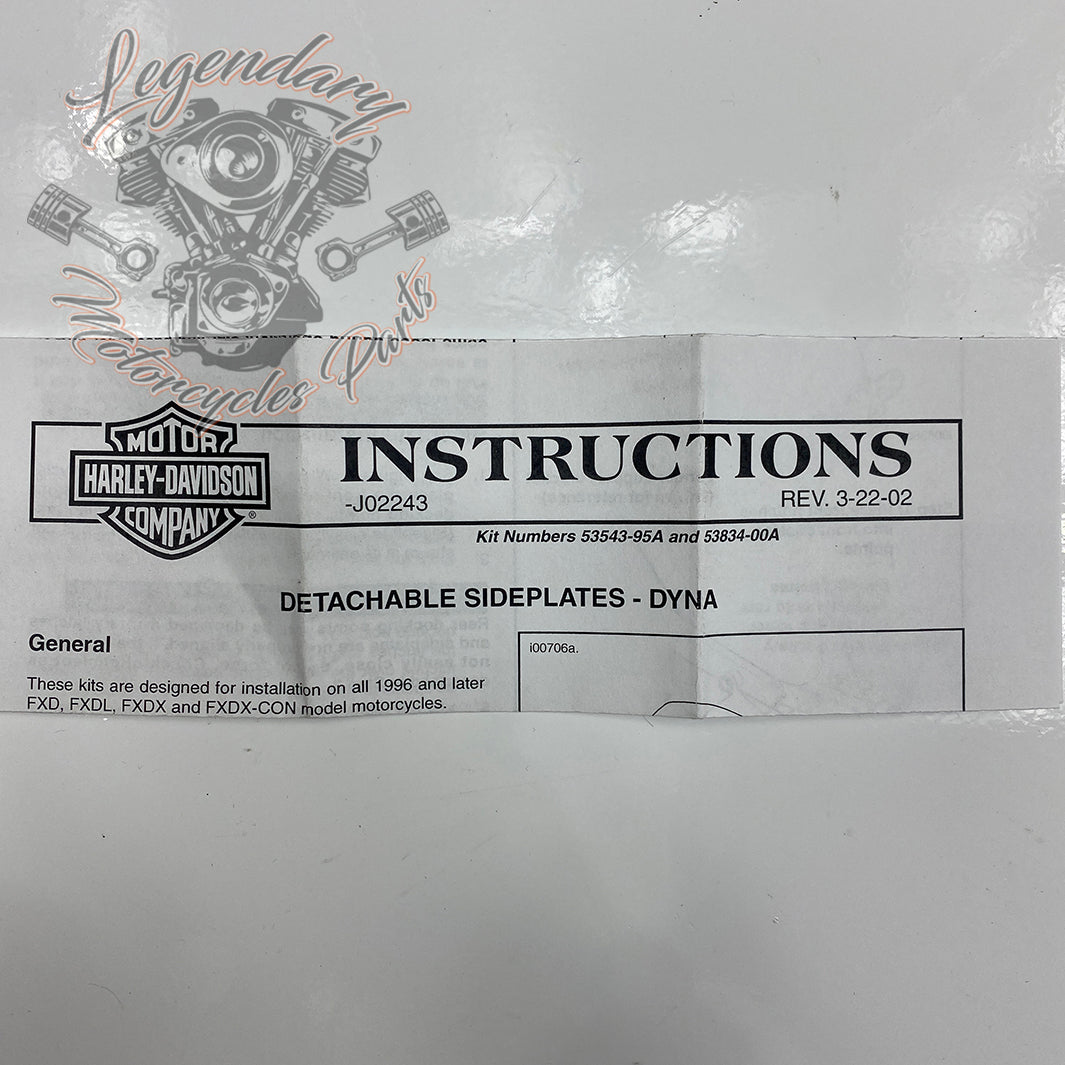 Legendary
Motorcycles Parts
MOTOR
HARLEY-DAVIDSON
COMPANY
®
INSTRUCTIONS
-J02243
REV. 3-22-02
Kit Numbers 53543-95A and 53834-00A
DETACHABLE SIDEPLATES - DYNA
General
i00706a.
These kits are designed for installation on all 1996 and later
FXD, FXDL, FXDX and FXDX-CON model motorcycles.